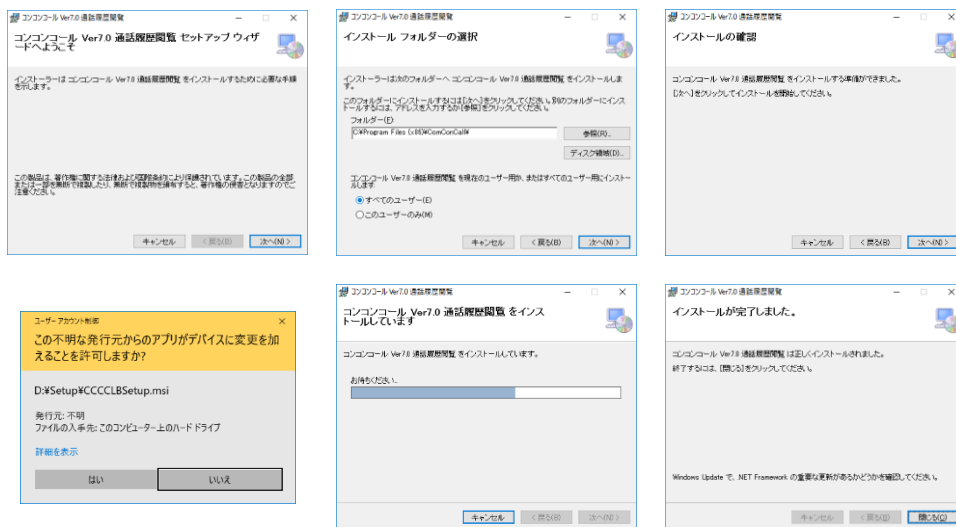 コンコンコール Ver7.0 通話履歴閲覧
コンコンコール Ver7.0 通話履歴閲覧 セットアップ ウィザ
ードへようこそ
インストーラーは コンコンコール Ver7.0 通話履歴閲覧 をインストールするために必要な手順
を示します。
この製品は、著作権に関する法律および国際条約により保護されています。この製品の全部
または一部を無断で複製したり、無断で複製物を頒布すると、著作権の侵害となりますのでご
注意ください。
キャンセル
< 戻る(B)
次へ(N) >
コンコンコール Ver7.0 通話履歴閲覧
インストール フォルダーの選択
インストーラーは次のフォルダーへ コンコンコール Ver7.0 通話履歴閲覧 をインストールしま
す。
このフォルダーにインストールするには[次へ]をクリックしてください。別のフォルダーにインス
トールするには、アドレスを入力するか[参照]をクリックしてください。
フォルダー(F)
C:¥Program Files (x86)¥ComConCall¥
参照(R)...
ディスク領域(D)...
コンコンコール Ver7.0 通話履歴閲覧 を現在のユーザー用か、またはすべてのユーザー用にインストー
ルします
すべてのユーザー(E)
このユーザーのみ(M)
キャンセル
< 戻る(B)
次へ(N) >
コンコンコール Ver7.0 通話履歴閲覧
インストールの確認
コンコンコール Ver7.0 通話履歴閲覧 をインストールする準備ができました。
[次へ]をクリックしてインストールを開始してください。
キャンセル
< 戻る(B)
次へ(N) >
ユーザー アカウント制御
この不明な発行元からのアプリがデバイスに変更を加
えることを許可しますか?
D:¥Setup¥CCCCLBSetup.msi
発行元: 不明
ファイルの入手先: このコンピューター上のハード ドライブ
詳細を表示
はい
いいえ
コンコンコール Ver7.0 通話履歴閲覧
コンコンコール Ver7.0 通話履歴閲覧 をインス
トールしています
コンコンコール Ver7.0 通話履歴閲覧 をインストールしています。
お待ちください...
キャンセル
< 戻る(B)
次へ(N) >
コンコンコール Ver7.0 通話履歴閲覧
インストールが完了しました。
コンコンコール Ver7.0 通話履歴閲覧 は正しくインストールされました。
終了するには、[閉じる]をクリックしてください。
Windows Update で、.NET Framework の重要な更新があるかどうかを確認してください。
キャンセル
< 戻る(B)
閉じる(C)